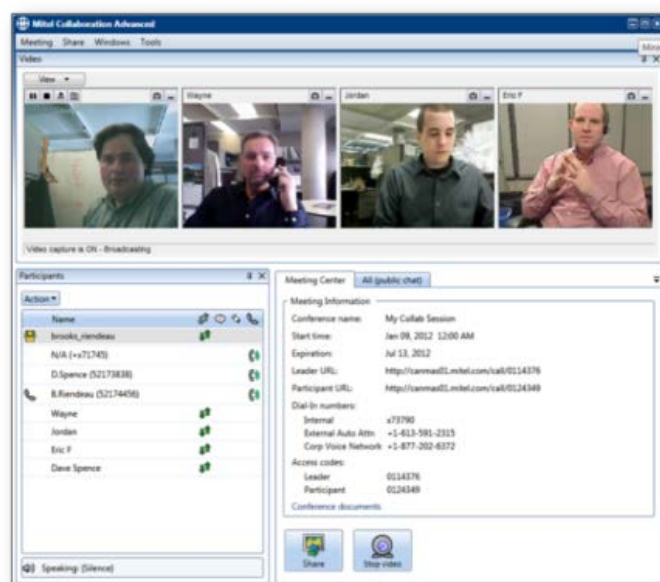 Mitel Collaboration Advanced
Meeting Share Windows Tools
Video
View
Wayne
Jordan
Eric F
Video capture is ON - Broadcasting
Participants
Action
Name
brooks_riendeau
N/A (+x71745)
D.Spence (52173838)
B.Riendeau (52174456)
Wayne
Jordan
Eric F
Dave Spence
Speaking: (Silence)
Meeting Center All (public chat)
Meeting Information
Conference name: My Collab Session
Start time: Jan 09, 2012 12:00 AM
Expiration: Jul 13, 2012
Leader URL: http://canmas01.mitel.com/call/0114376
Participant URL: http://canmas01.mitel.com/call/0124349
Dial-In numbers:
Internal x73790
External Auto Attn +1-613-591-2315
Corp Voice Network +1-877-202-6372
Access codes:
Leader 0114376
Participant 0124349
Conference documents
Share
Stop video